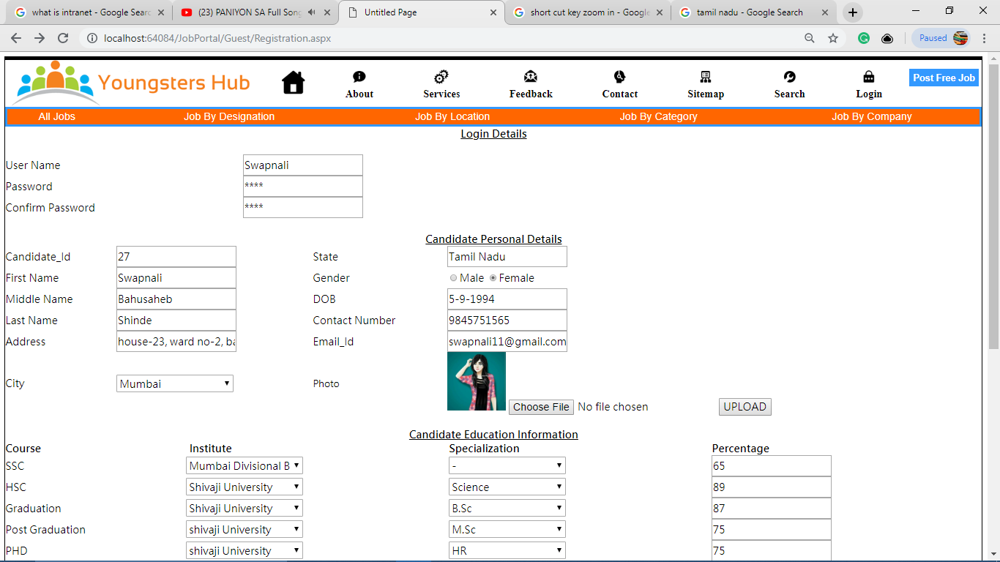 what is intranet - Google Searc
(23) PANIYON SA Full Song
Untitled Page
short cut key zoom in - Google
tamil nadu - Google Search
localhost:64084/JobPortal/Guest/Registration.aspx
Paused
Youngsters Hub
About Services Feedback Contact Sitemap Search Login
Post Free Job
All Jobs Job By Designation Job By Location Job By Category Job By Company
Login Details
User Name Swapnali
Password ****
Confirm Password ****
Candidate Personal Details
Candidate_Id 27 State Tamil Nadu
First Name Swapnali Gender Male Female
Middle Name Bahusaheb DOB 5-9-1994
Last Name Shinde Contact Number 9845751565
Address house-23, ward no-2, ba Email_Id swapnali11@gmail.com
City Mumbai Photo
Choose File No file chosen UPLOAD
Candidate Education Information
Course Institute Specialization Percentage
SSC Mumbai Divisional B - 65
HSC Shivaji University Science 89
Graduation Shivaji University B.Sc 87
Post Graduation shivaji University M.Sc 75
PHD shivaji University HR 75